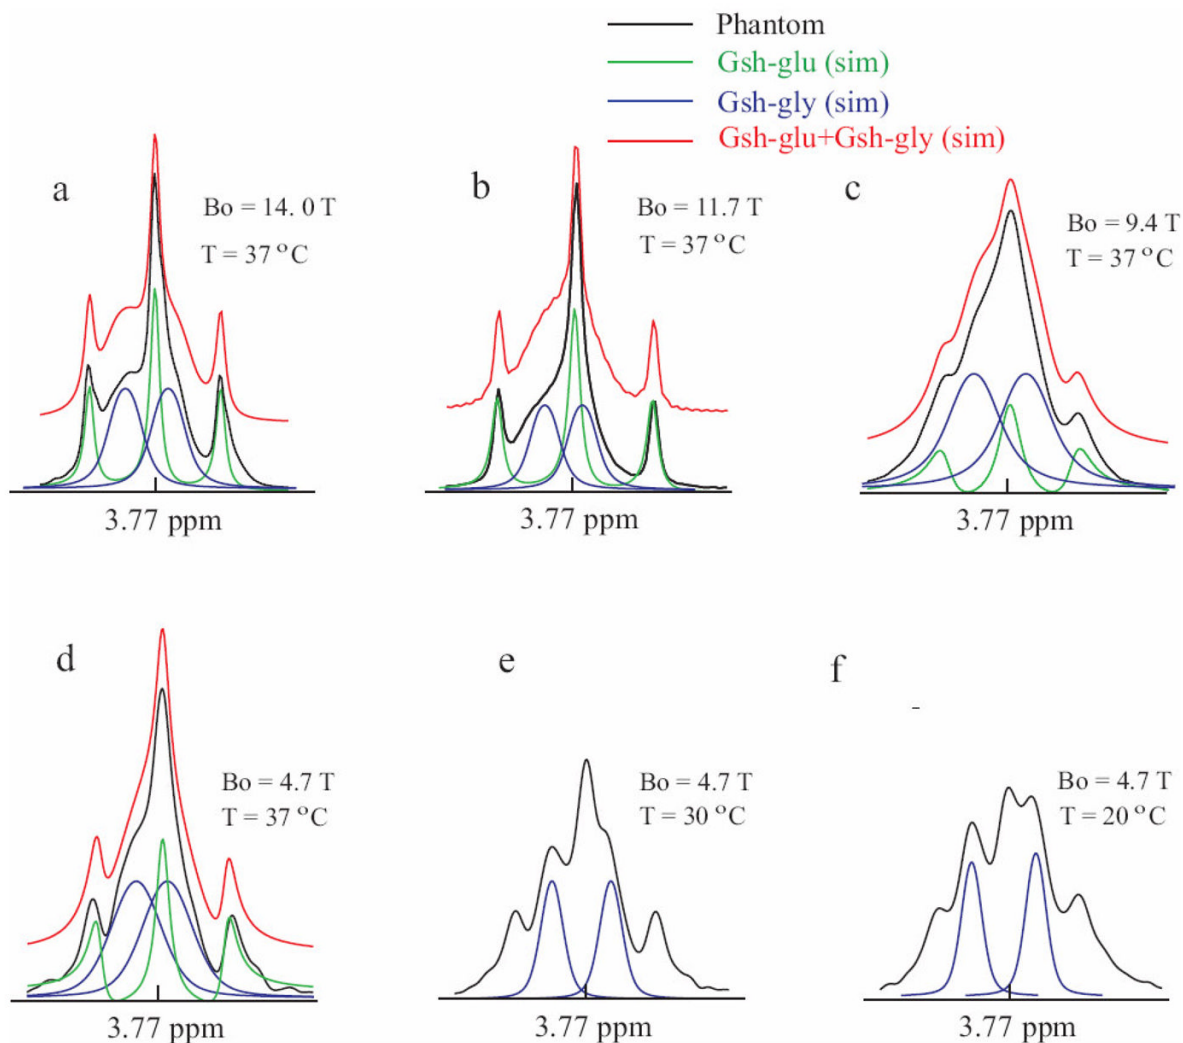 Phantom
Gsh-glu (sim)
Gsh-gly (sim)
Gsh-glu+Gsh-gly (sim)
a
Bo = 14. 0 T
T = 37 °C
3.77 ppm
b
Bo = 11.7 T
T = 37 °C
3.77 ppm
c
Bo = 9.4 T
T = 37 °C
3.77 ppm
d
Bo = 4.7 T
T = 37 °C
3.77 ppm
e
Bo = 4.7 T
T = 30 °C
3.77 ppm
f
Bo = 4.7 T
T = 20 °C
3.77 ppm